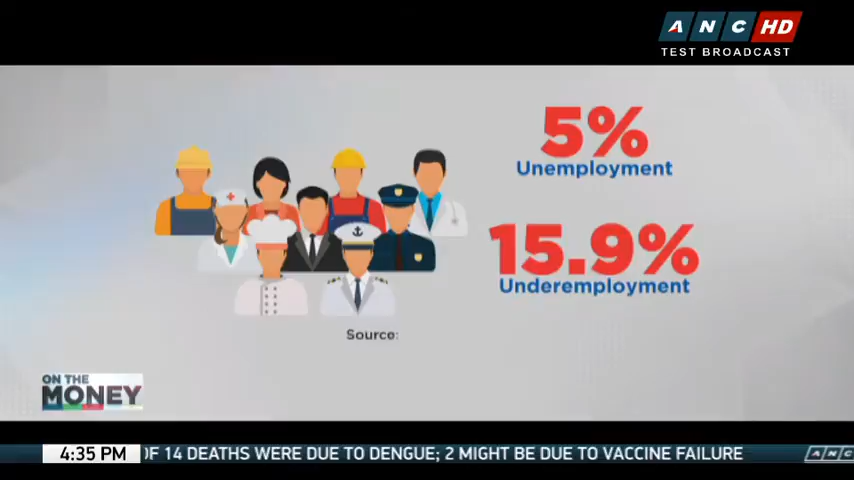 ANC HD
TEST BROADCAST
5%
Unemployment
15.9%
Underemployment
Source:
ON THE
MONEY
4:35 PM OF 14 DEATHS WERE DUE TO DENGUE; 2 MIGHT BE DUE TO VACCINE FAILURE ANC